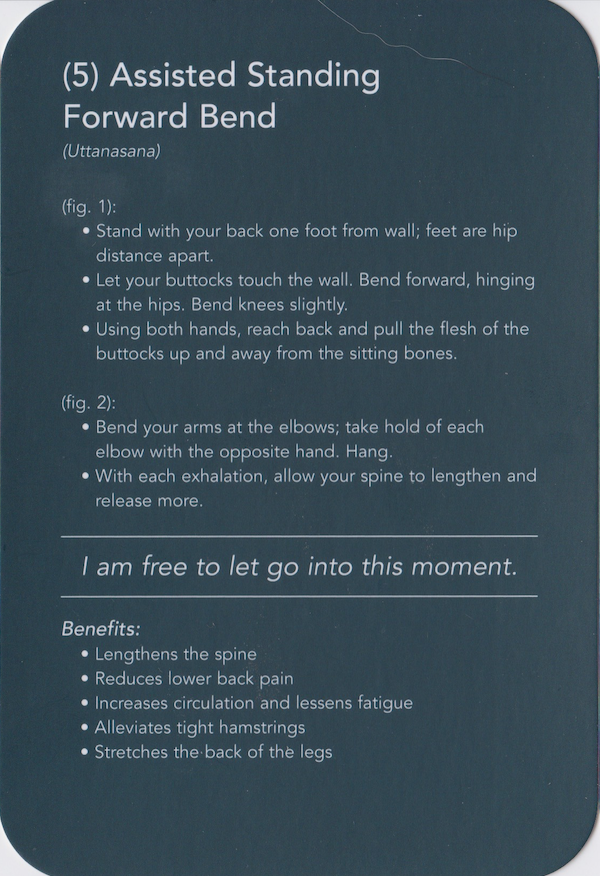 (5) Assisted Standing
Forward Bend
(Uttanasana)
(fig. 1):
• Stand with your back one foot from wall; feet are hip
distance apart.
• Let your buttocks touch the wall. Bend forward, hinging
at the hips. Bend knees slightly.
• Using both hands, reach back and pull the flesh of the
buttocks up and away from the sitting bones.
(fig. 2):
• Bend your arms at the elbows; take hold of each
elbow with the opposite hand. Hang.
• With each exhalation, allow your spine to lengthen and
release more.
I am free to let go into this moment.
Benefits:
• Lengthens the spine
• Reduces lower back pain
• Increases circulation and lessens fatigue
• Alleviates tight hamstrings
• Stretches the back of the legs